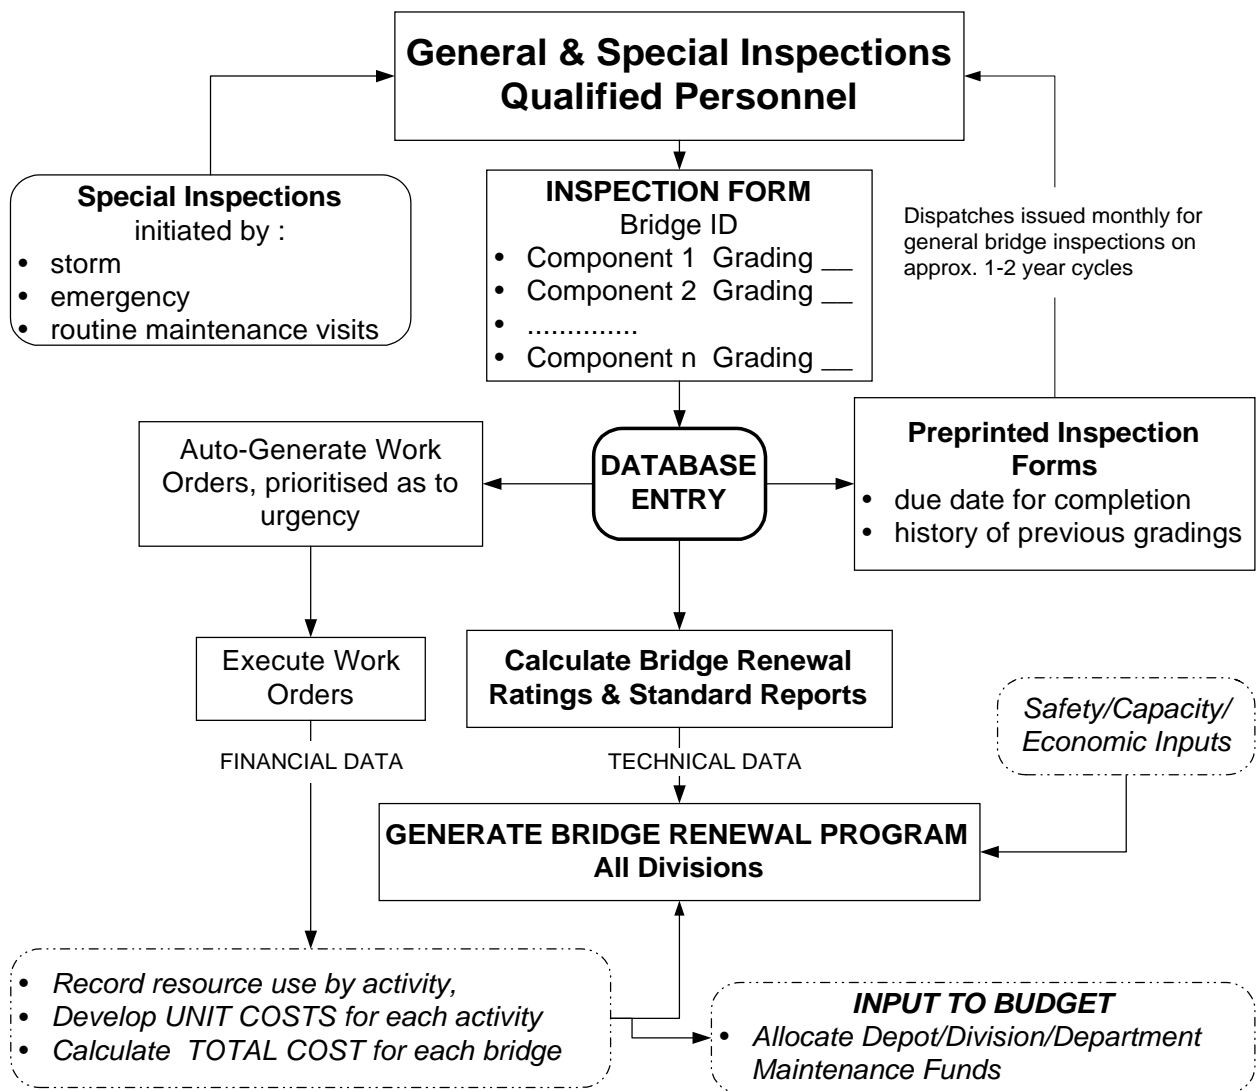 General & Special Inspections
Qualified Personnel
Special Inspections
initiated by :
• storm
• emergency
• routine maintenance visits
INSPECTION FORM
Bridge ID
• Component 1 Grading __
• Component 2 Grading __
• ..............
• Component n Grading __
Dispatches issued monthly for
general bridge inspections on
approx. 1-2 year cycles
Auto-Generate Work
Orders, prioritised as to
urgency
DATABASE
ENTRY
Preprinted Inspection
Forms
• due date for completion
• history of previous gradings
Execute Work
Orders
Calculate Bridge Renewal
Ratings & Standard Reports
Safety/Capacity/
Economic Inputs
FINANCIAL DATA
TECHNICAL DATA
GENERATE BRIDGE RENEWAL PROGRAM
All Divisions
• Record resource use by activity,
• Develop UNIT COSTS for each activity
• Calculate TOTAL COST for each bridge
INPUT TO BUDGET
• Allocate Depot/Division/Department
Maintenance Funds